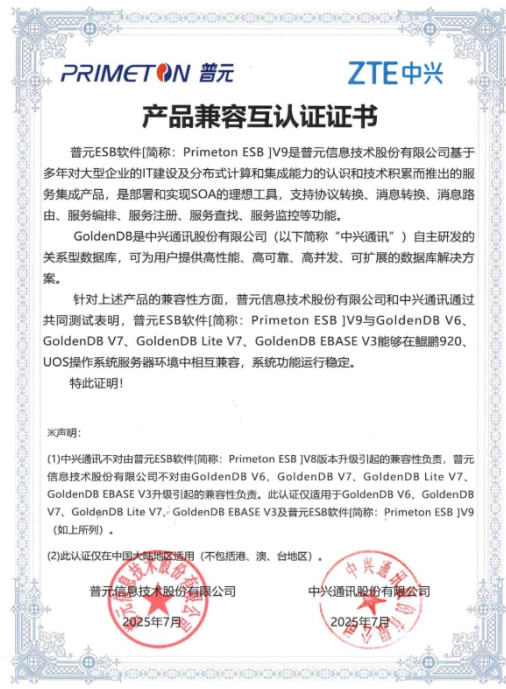 PRIMETON 普元
ZTE中兴
产品兼容互认证证书
普元ESB软件[简称：Primeton ESB ]V9是普元信息技术股份有限公司基于
多年对大型企业的IT建设及分布式计算和集成能力的认识和技术积累而推出的服
务集成产品，是部署和实现SOA的理想工具，支持协议转换、消息转换、消息路
由、服务编排、服务注册、服务查找、服务监控等功能。
GoldenDB是中兴通讯股份有限公司（以下简称“中兴通讯”）自主研发的
关系型数据库，可为用户提供高性能、高可靠、高并发、可扩展的数据库解决方
案。
针对上述产品的兼容性方面，普元信息技术股份有限公司和中兴通讯通过
共同测试表明，普元ESB软件[简称：Primeton ESB ]V9与GoldenDB V6、
GoldenDB V7、GoldenDB Lite V7、GoldenDB EBASE V3能够在鲲鹏920、
UOS操作系统服务器环境中相互兼容，系统功能运行稳定。
特此证明！
※声明：
(1)中兴通讯不对由普元ESB软件[简称：Primeton ESB ]V8版本升级引起的兼容性负责，普元
信息技术股份有限公司不对由GoldenDB V6、GoldenDB V7、GoldenDB Lite V7、
GoldenDB EBASE V3升级引起的兼容性负责。此认证仅适用于GoldenDB V6、GoldenDB
V7、GoldenDB Lite V7、GoldenDB EBASE V3及普元ESB软件[简称：Primeton ESB ]V9
（如上所列）。
(2)此认证仅在中国大陆地区适用（不包括港、澳、台地区）。
普元信息技术股份有限公司
中兴通讯股份有限公司
2025年7月
2025年7月
普元信息技术股份有限公司
中兴通讯股份有限公司